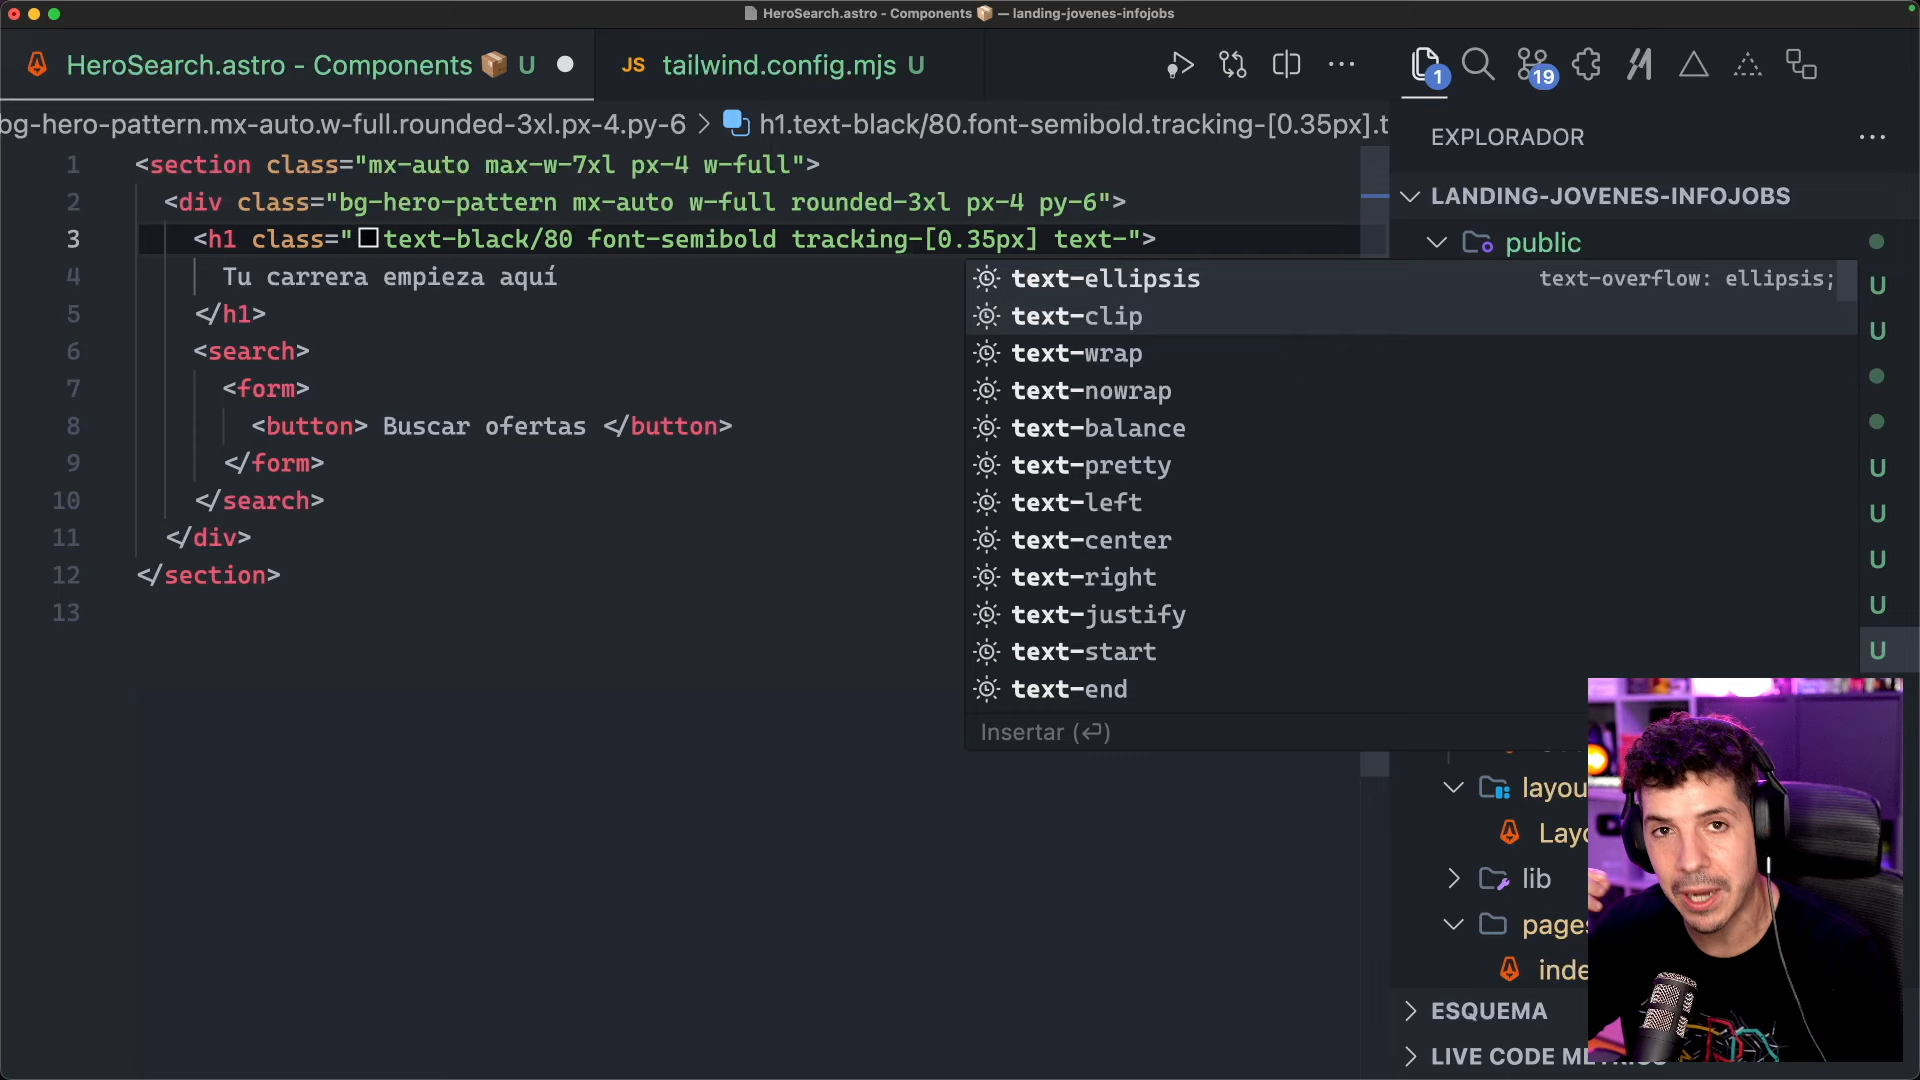 HeroSearch.astro - Components 📦 — landing-jovenes-infojobs
HeroSearch.astro - Components 📦 U
JS tailwind.config.mjs U
1
19
bg-hero-pattern.mx-auto.w-full.rounded-3xl.px-4.py-6 > h1.text-black/80.font-semibold.tracking-[0.35px].t
1 <section class="mx-auto max-w-7xl px-4 w-full">
2 <div class="bg-hero-pattern mx-auto w-full rounded-3xl px-4 py-6">
3 <h1 class="text-black/80 font-semibold tracking-[0.35px] text-">
4 Tu carrera empieza aquí
5 </h1>
6 <search>
7 <form>
8 <button> Buscar ofertas </button>
9 </form>
10 </search>
11 </div>
12 </section>
13
text-ellipsis text-overflow: ellipsis;
text-clip
text-wrap
text-nowrap
text-balance
text-pretty
text-left
text-center
text-right
text-justify
text-start
text-end
Insertar (⏎)
EXPLORADOR
LANDING-JOVENES-INFOJOBS
public
U
U
U
U
U
U
U
layou
Layo
lib
pages
inde
ESQUEMA
LIVE CODE METRICS